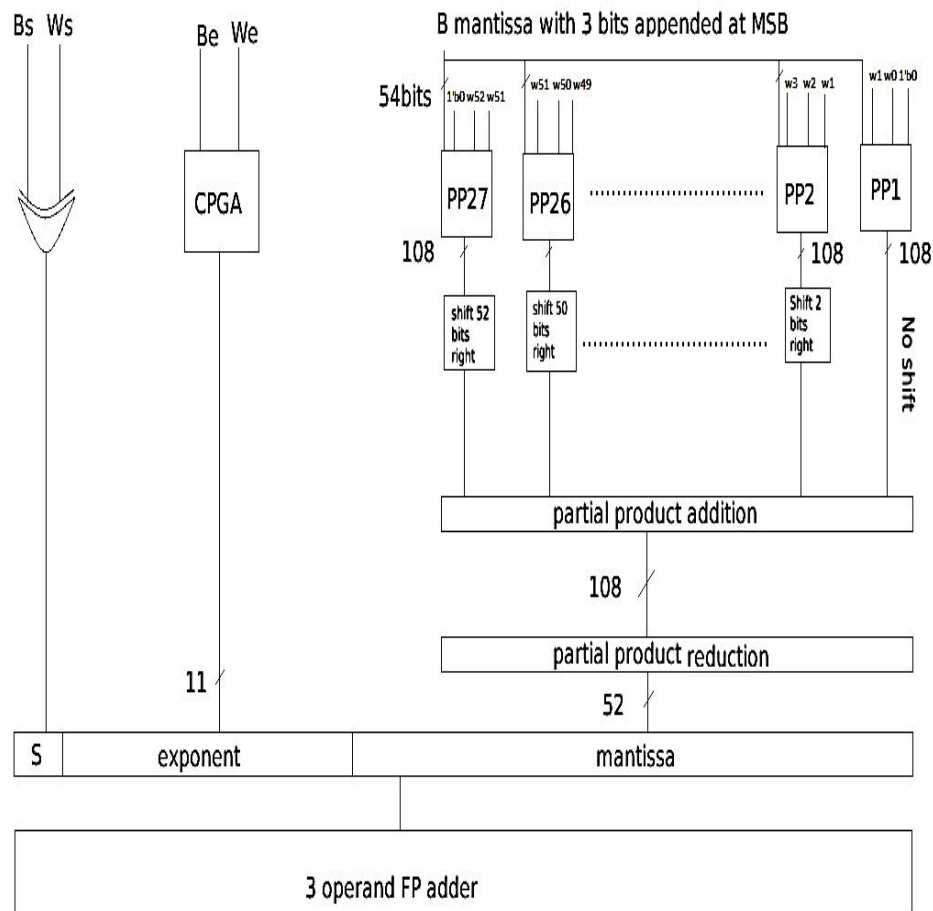 Bs Ws
Be We
B mantissa with 3 bits appended at MSB
54bits
1'b0 w52 w51
w51 w50 w49
w3 w2 w1
w1 w0 1'b0
CPGA
PP27
PP26
PP2
PP1
108
108
108
shift 52
bits
right
shift 50
bits
right
Shift 2
bits
right
No shift
partial product addition
108
partial product reduction
11
52
S
exponent
mantissa
3 operand FP adder